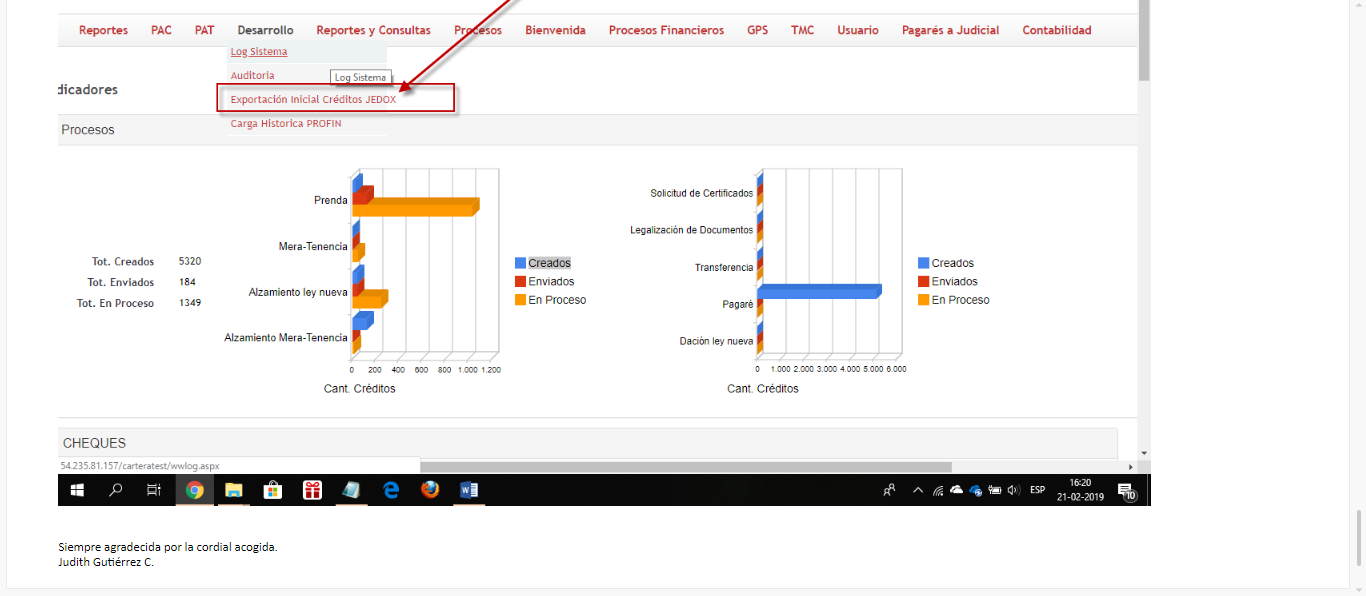 Reportes PAC PAT Desarrollo Reportes y Consultas Procesos Bienvenida Procesos Financieros GPS TMC Usuario Pagarés a Judicial Contabilidad
Log Sistema
Auditoria
Log Sistema
Exportación Inicial Créditos JEDOX
Carga Historica PROFIN
dicadores
Procesos
Tot. Creados 5320
Tot. Enviados 184
Tot. En Proceso 1349
Prenda
Mera-Tenencia
Alzamiento ley nueva
Alzamiento Mera-Tenencia
0 200 400 600 800 1.000 1.200
Cant. Créditos
Creados
Enviados
En Proceso
Solicitud de Certificados
Legalización de Documentos
Transferencia
Pagaré
Dación ley nueva
0 1.000 2.000 3.000 4.000 5.000 6.000
Cant. Créditos
Creados
Enviados
En Proceso
CHEQUES
54.235.81.157/carteratest/wwlog.aspx
ESP
16:20
21-02-2019
10
Siempre agradecida por la cordial acogida.
Judith Gutiérrez C.